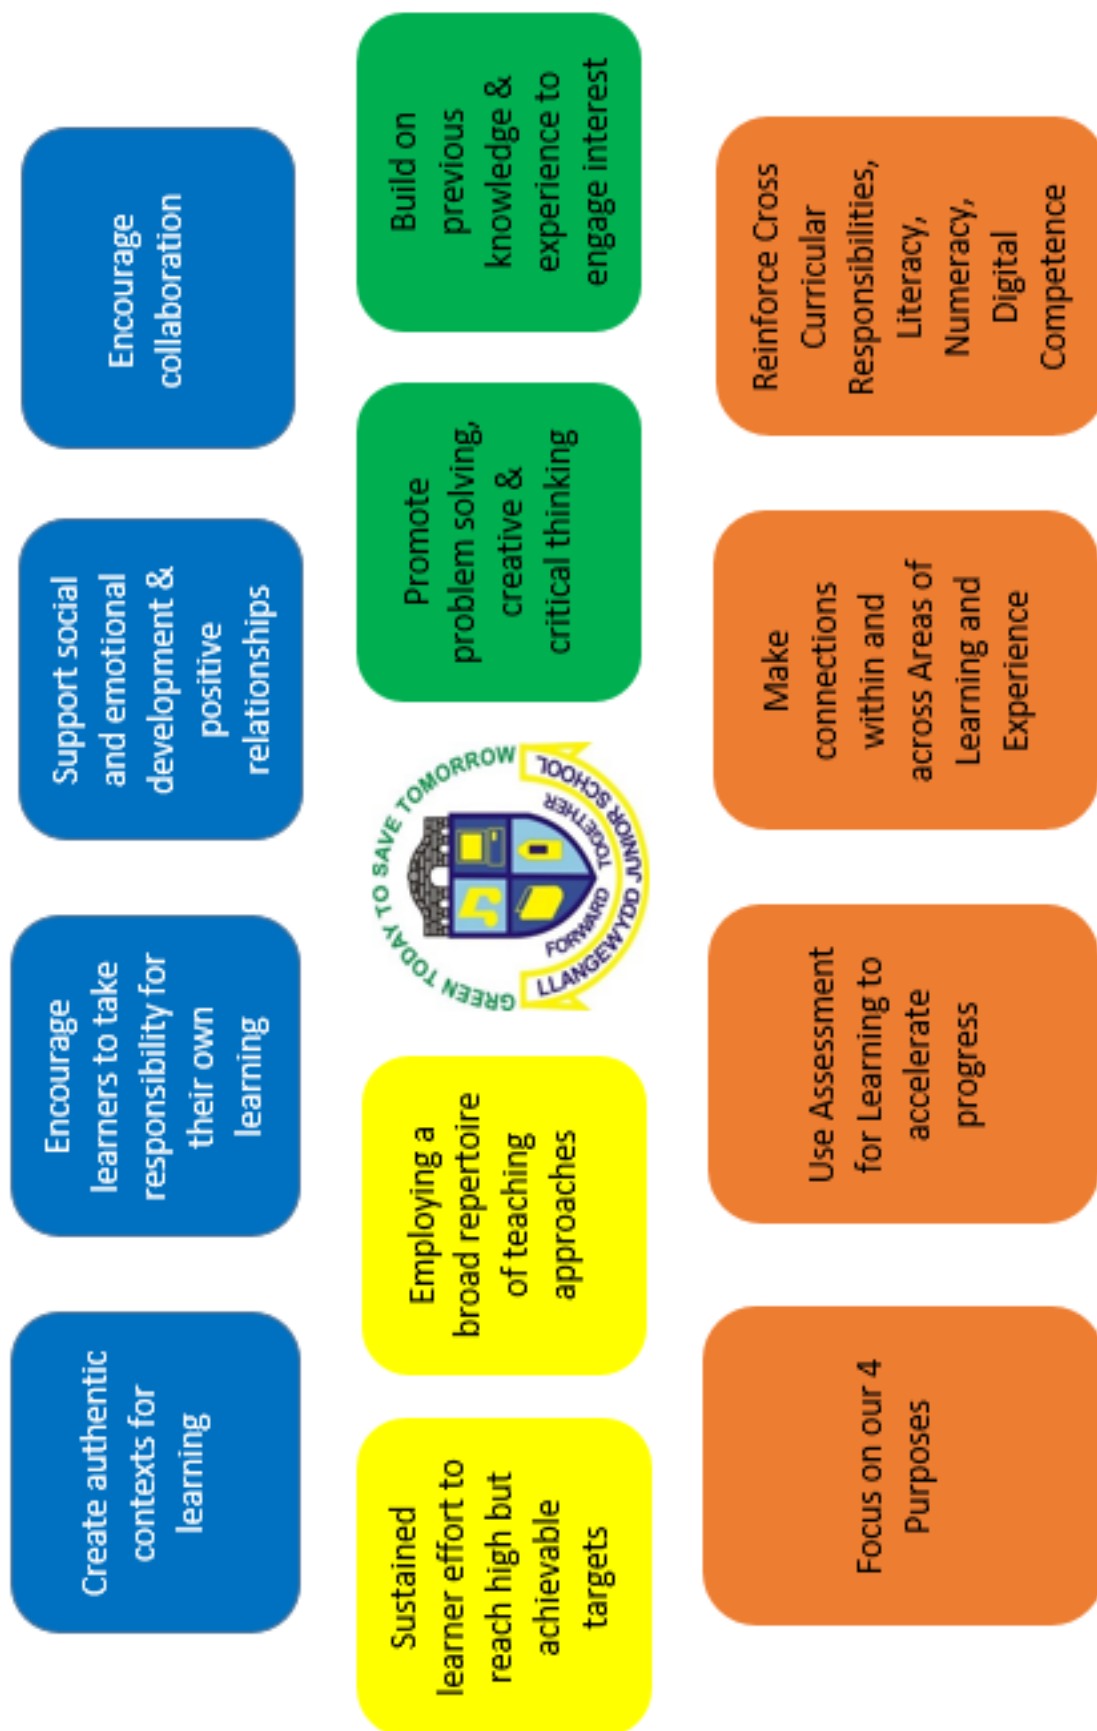 Create authentic
contexts for
learning
Encourage
learners to take
responsibility for
their own
learning
Support social
and emotional
development &
positive
relationships
Encourage
collaboration
Sustained
learner effort to
reach high but
achievable
targets
Employing a
broad repertoire
of teaching
approaches
GREEN TODAY TO SAVE TOMORROW
FORWARD TOGETHER
LLANGEWYDD JUNIOR SCHOOL
Promote
problem solving,
creative &
critical thinking
Build on
previous
knowledge &
experience to
engage interest
Focus on our 4
Purposes
Use Assessment
for Learning to
accelerate
progress
Make
connections
within and
across Areas of
Learning and
Experience
Reinforce Cross
Curricular
Responsibilities,
Literacy,
Numeracy,
Digital
Competence